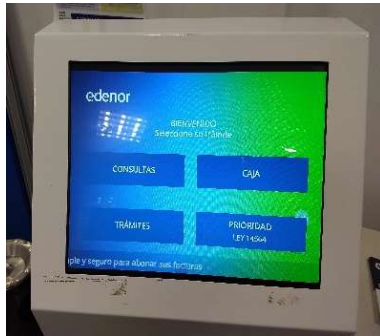 edenor
BIENVENIDO
Seleccione su trámite
CONSULTAS
CAJA
TRÁMITES
PRIORIDAD
LEY 14564
ple y seguro para abonar sus facturas